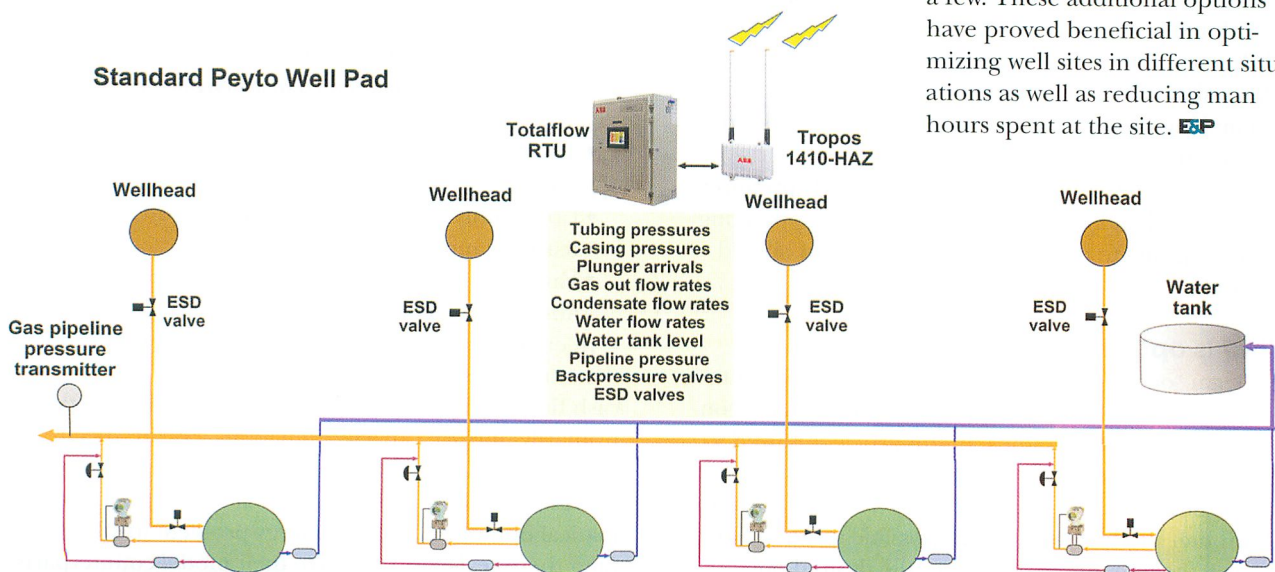 a few. These additional options
have proved beneficial in opti-
mizing well sites in different situ
ations as well as reducing man
hours spent at the site. E&P
Standard Peyto Well Pad
Totalflow
RTU
ABB
Tropos
1410-HAZ
ABB
Wellhead
Wellhead
Wellhead
Wellhead
Tubing pressures
Casing pressures
Plunger arrivals
Gas out flow rates
Condensate flow rates
Water flow rates
Water tank level
Pipeline pressure
Backpressure valves
ESD valves
ESD
valve
ESD
valve
ESD
valve
ESD
valve
Water
tank
Gas pipeline
pressure
transmitter